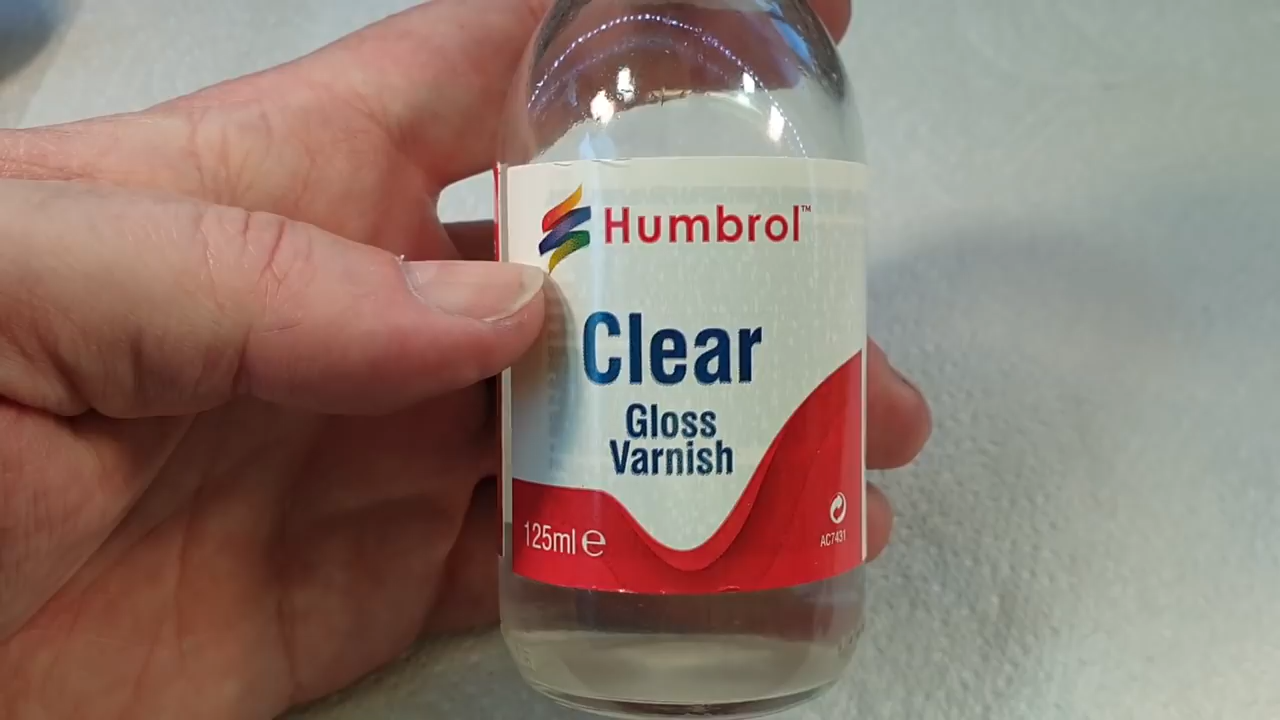 Humbrol™
Clear
Gloss
Varnish
125ml ℮
AC7431